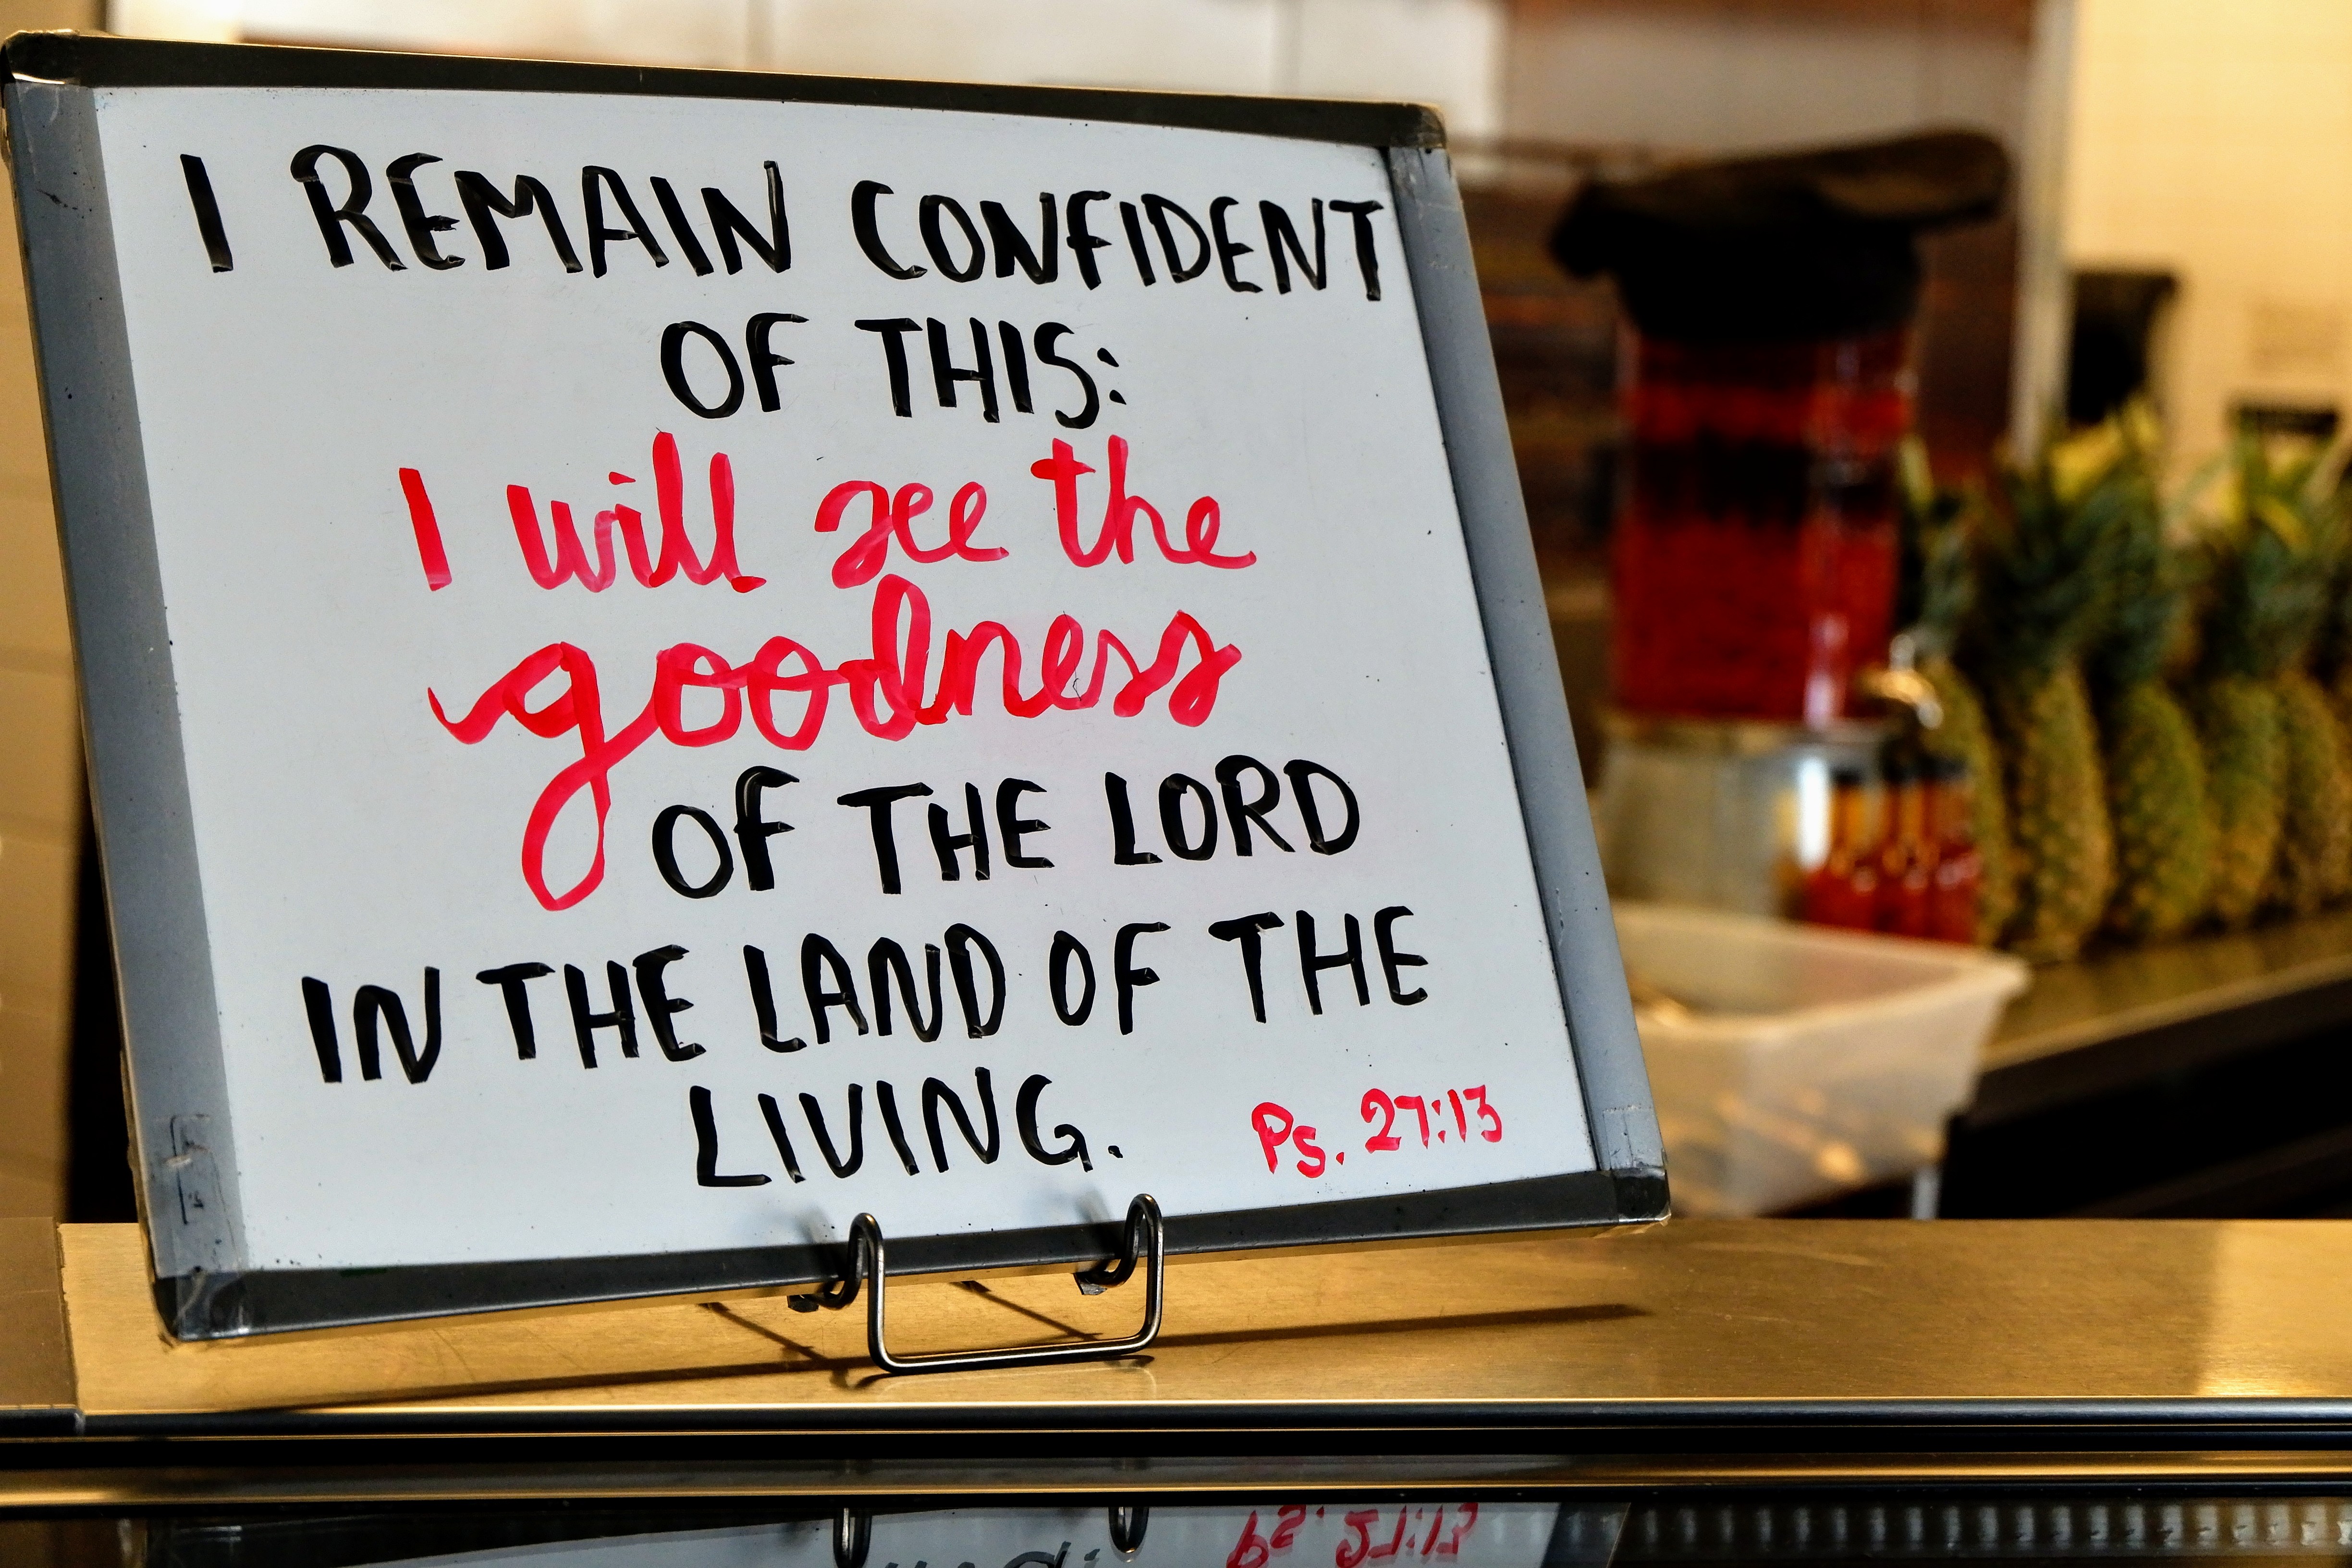 I REMAIN CONFIDENT
OF THIS:
I will see the
goodness
OF THE LORD
IN THE LAND OF THE
LIVING.
Ps. 27:13